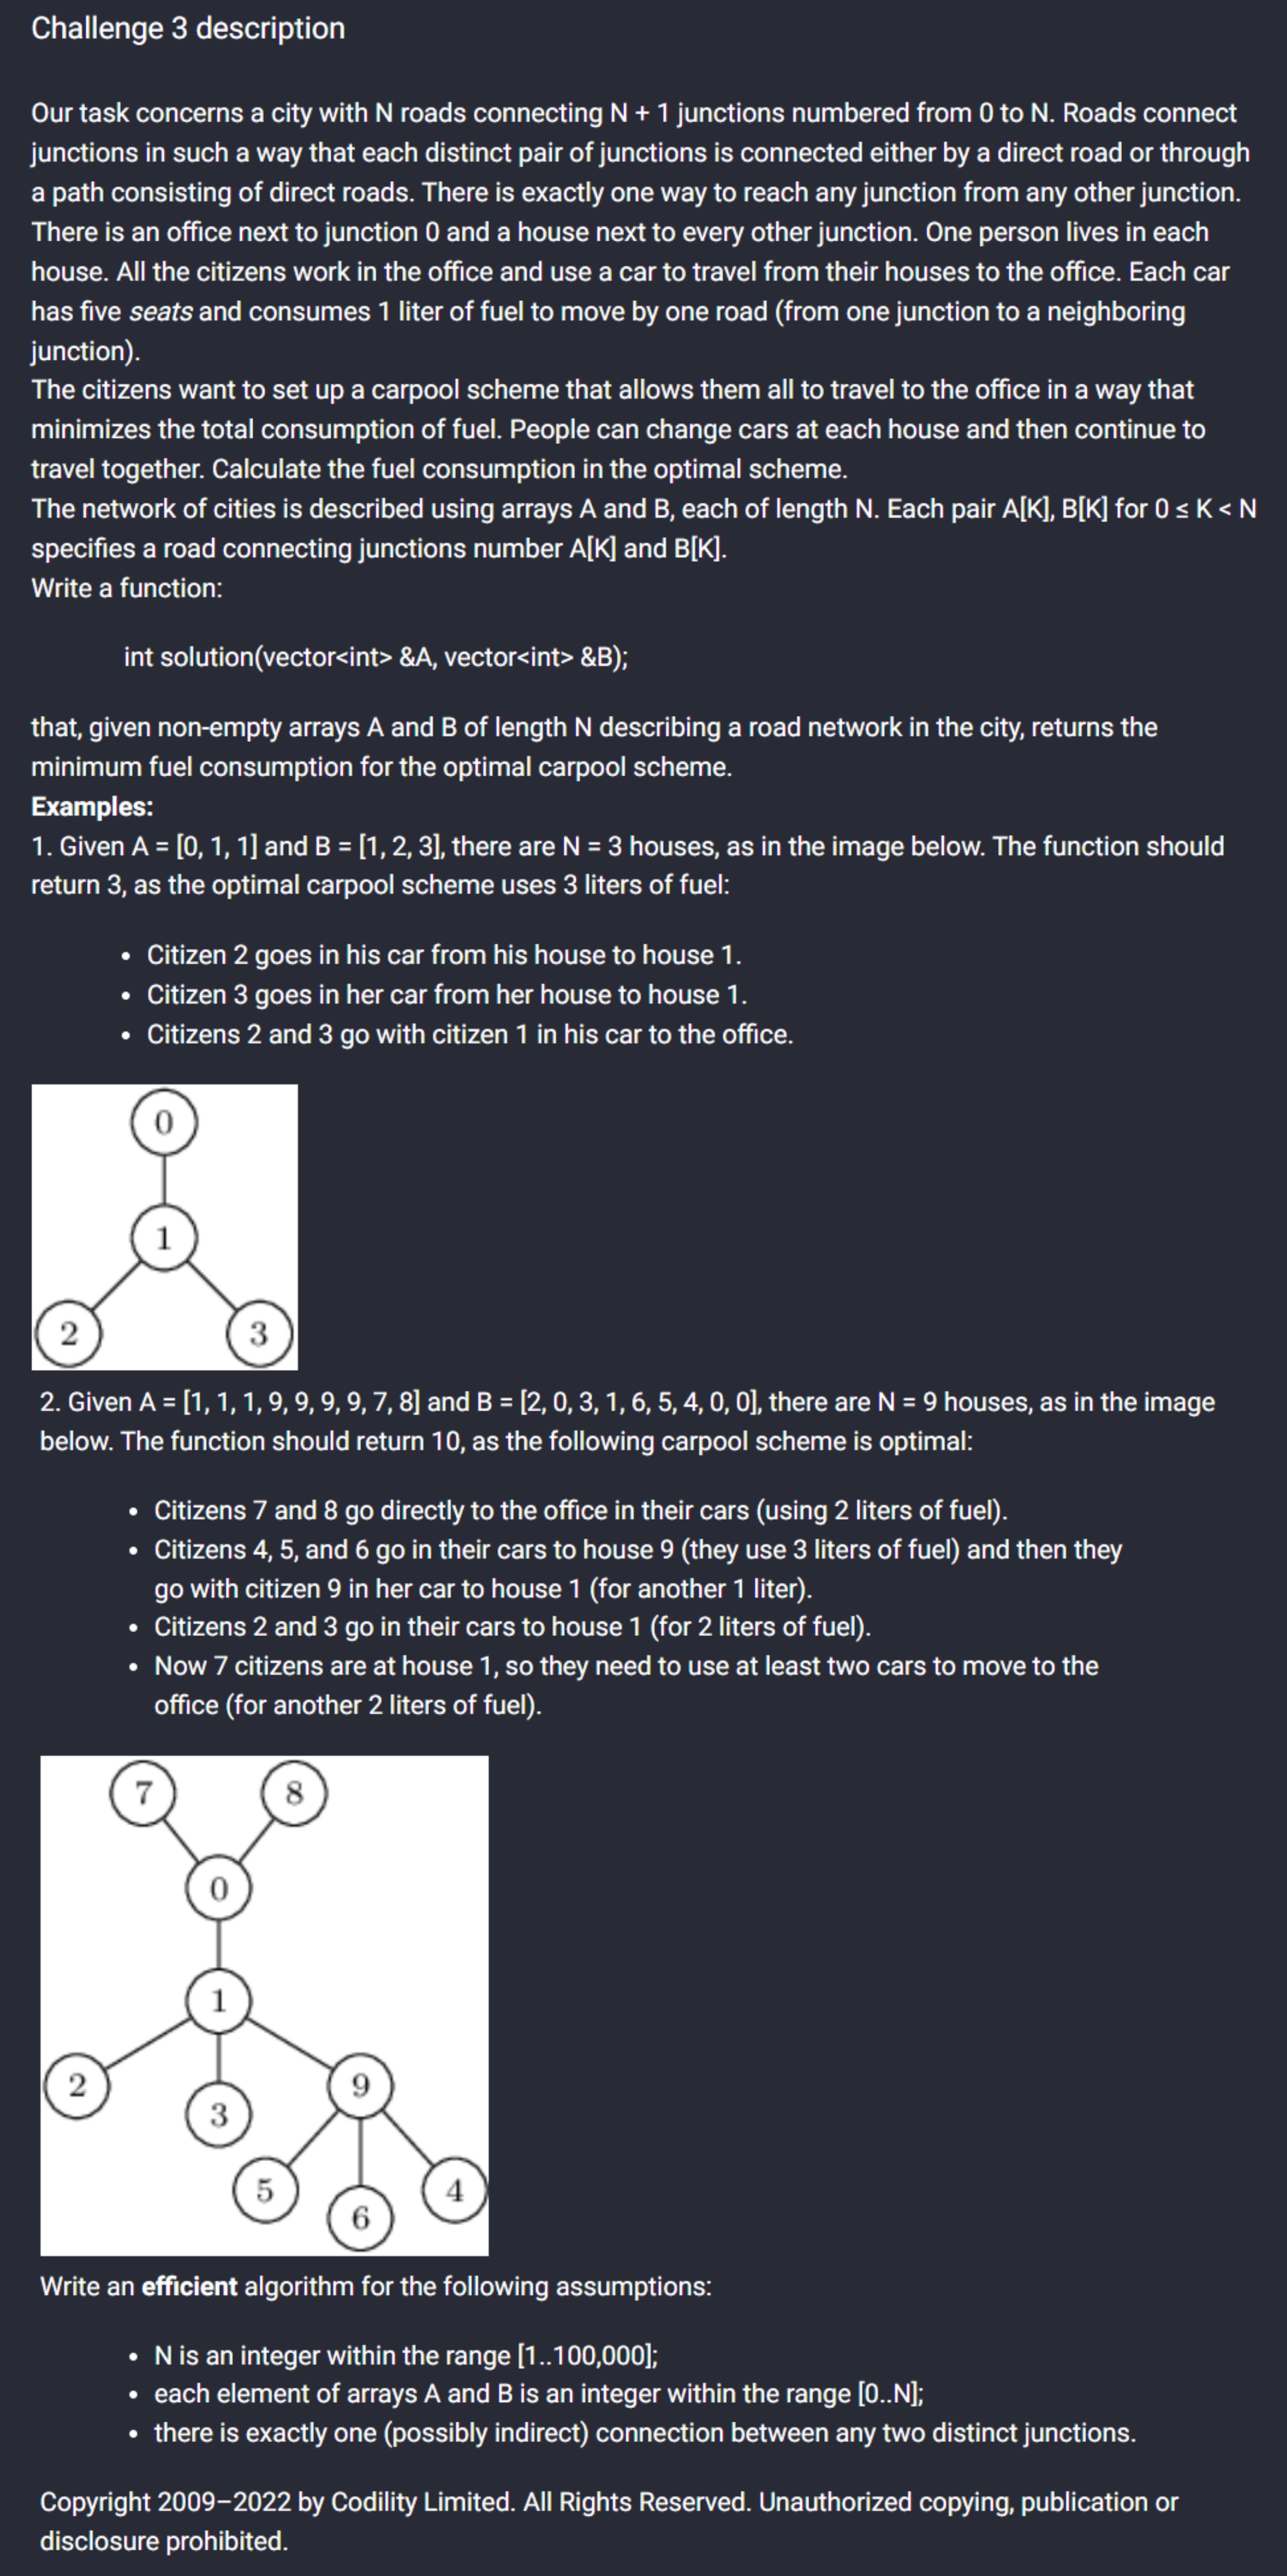 Challenge 3 description
Our task concerns a city with N roads connecting N + 1 junctions numbered from 0 to N. Roads connect
junctions in such a way that each distinct pair of junctions is connected either by a direct road or through
a path consisting of direct roads. There is exactly one way to reach any junction from any other junction.
There is an office next to junction 0 and a house next to every other junction. One person lives in each
house. All the citizens work in the office and use a car to travel from their houses to the office. Each car
has five seats and consumes 1 liter of fuel to move by one road (from one junction to a neighboring
junction).
The citizens want to set up a carpool scheme that allows them all to travel to the office in a way that
minimizes the total consumption of fuel. People can change cars at each house and then continue to
travel together. Calculate the fuel consumption in the optimal scheme.
The network of cities is described using arrays A and B, each of length N. Each pair A[K], B[K] for 0 ≤ K < N
specifies a road connecting junctions number A[K] and B[K].
Write a function:
int solution(vector<int> &A, vector<int> &B);
that, given non-empty arrays A and B of length N describing a road network in the city, returns the
minimum fuel consumption for the optimal carpool scheme.
Examples:
1. Given A = [0, 1, 1] and B = [1, 2, 3], there are N = 3 houses, as in the image below. The function should
return 3, as the optimal carpool scheme uses 3 liters of fuel:
• Citizen 2 goes in his car from his house to house 1.
• Citizen 3 goes in her car from her house to house 1.
• Citizens 2 and 3 go with citizen 1 in his car to the office.
0
1
2 3
2. Given A = [1, 1, 1, 9, 9, 9, 9, 7, 8] and B = [2, 0, 3, 1, 6, 5, 4, 0, 0], there are N = 9 houses, as in the image
below. The function should return 10, as the following carpool scheme is optimal:
• Citizens 7 and 8 go directly to the office in their cars (using 2 liters of fuel).
• Citizens 4, 5, and 6 go in their cars to house 9 (they use 3 liters of fuel) and then they
go with citizen 9 in her car to house 1 (for another 1 liter).
• Citizens 2 and 3 go in their cars to house 1 (for 2 liters of fuel).
• Now 7 citizens are at house 1, so they need to use at least two cars to move to the
office (for another 2 liters of fuel).
7 8
0
1
2 3 9
5 6 4
Write an efficient algorithm for the following assumptions:
• N is an integer within the range [1..100,000];
• each element of arrays A and B is an integer within the range [0..N];
• there is exactly one (possibly indirect) connection between any two distinct junctions.
Copyright 2009–2022 by Codility Limited. All Rights Reserved. Unauthorized copying, publication or
disclosure prohibited.